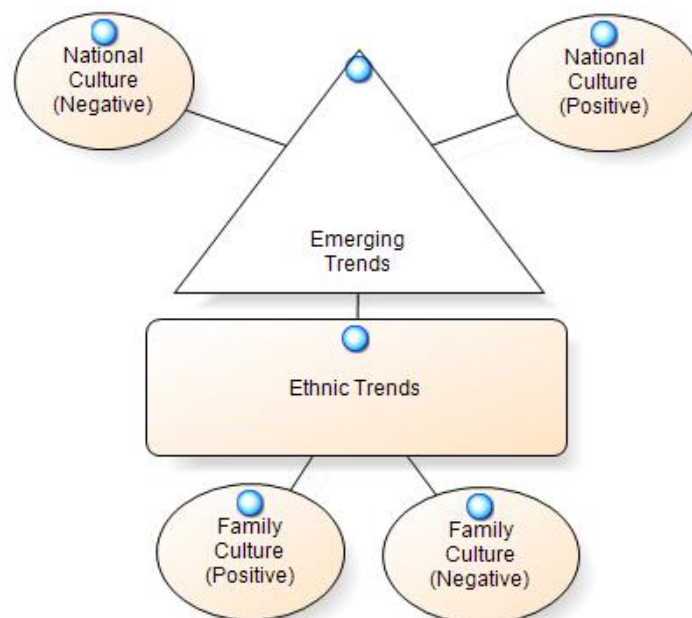 National
Culture
(Negative)
National
Culture
(Positive)
Emerging
Trends
Ethnic Trends
Family
Culture
(Positive)
Family
Culture
(Negative)